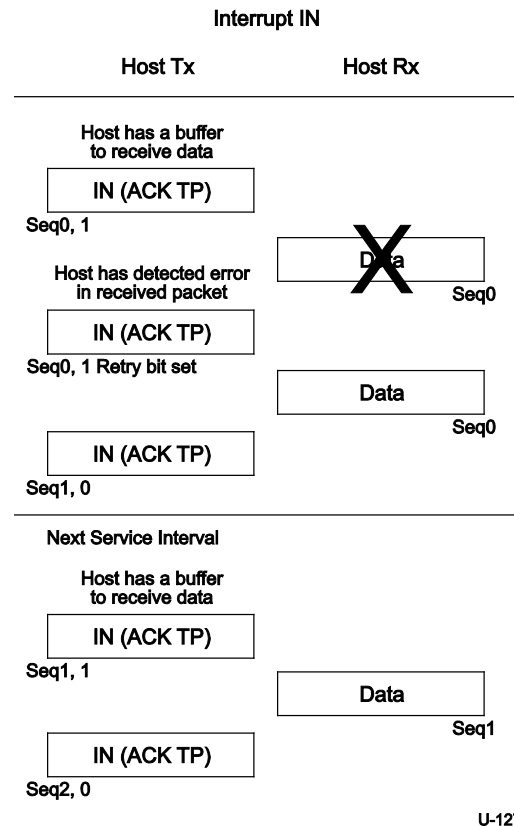 Interrupt IN
Host Tx
Host Rx
Host has a buffer
to receive data
IN (ACK TP)
Seq0, 1
Data
Seq0
Host has detected error
in received packet
IN (ACK TP)
Seq0, 1 Retry bit set
Data
Seq0
IN (ACK TP)
Seq1, 0
Next Service Interval
Host has a buffer
to receive data
IN (ACK TP)
Seq1, 1
Data
Seq1
IN (ACK TP)
Seq2, 0